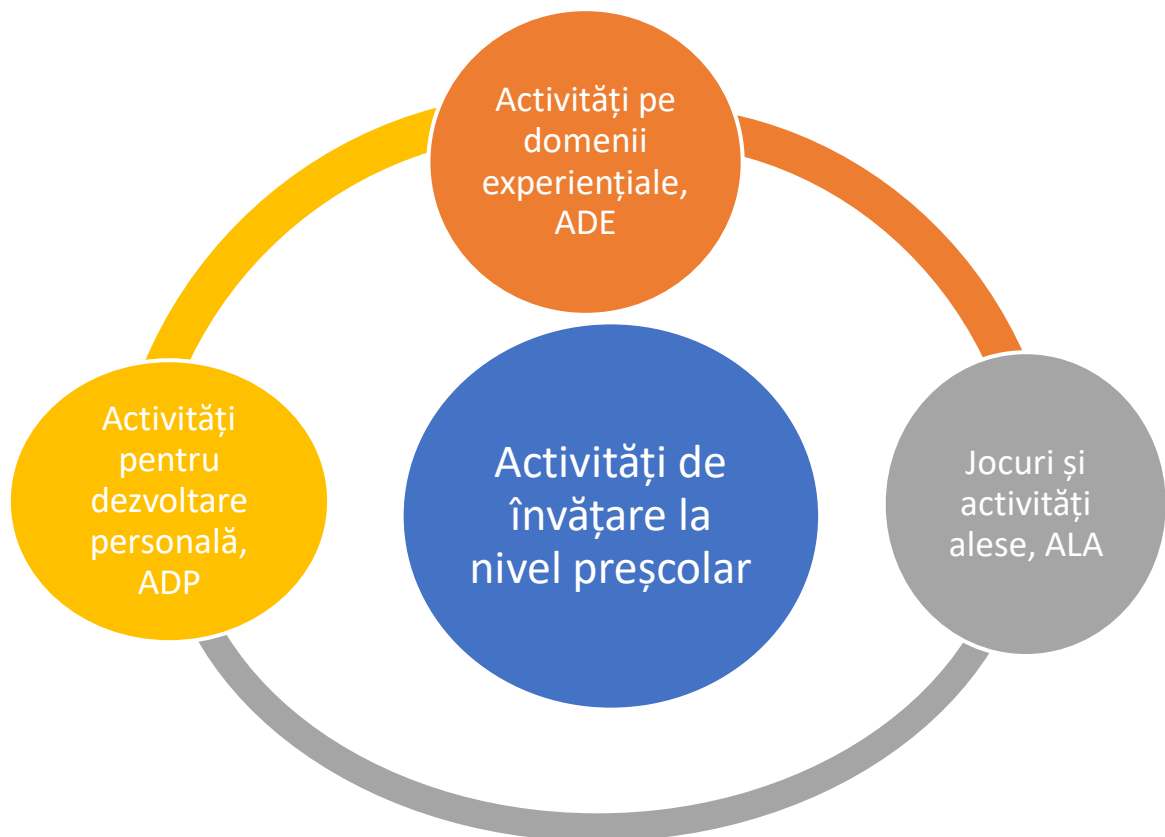 Activități pe
domenii
experiențiale,
ADE
Activități
pentru
dezvoltare
personală,
ADP
Activități de
învățare la
nivel preșcolar
Jocuri și
activități
alese, ALA